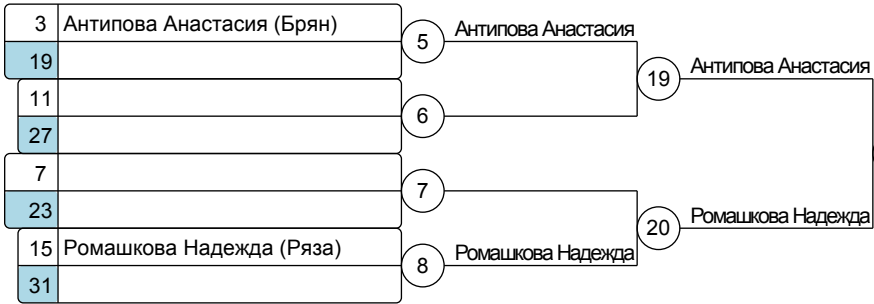 3 Антипова Анастасия (Брян)
5 Антипова Анастасия
19
19 Антипова Анастасия
11
6
27
7
7
23
20 Ромашкова Надежда
15 Ромашкова Надежда (Ряза)
8 Ромашкова Надежда
31